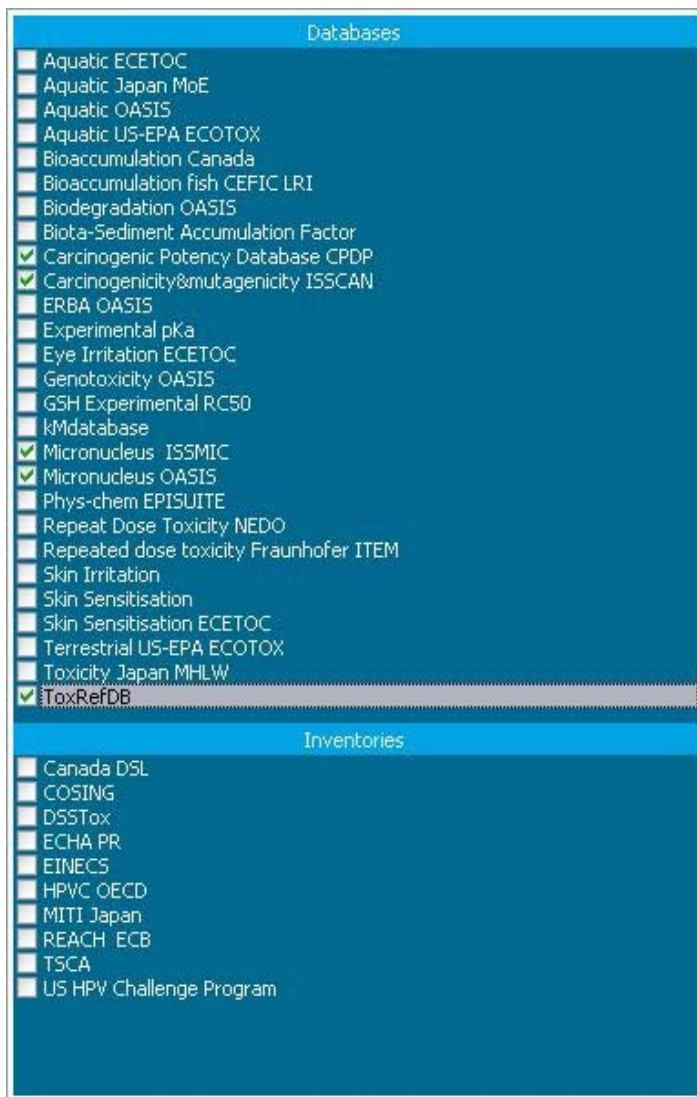 Databases
Aquatic ECETOC
Aquatic Japan MoE
Aquatic OASIS
Aquatic US-EPA ECOTOX
Bioaccumulation Canada
Bioaccumulation fish CEFIC LRI
Biodegradation OASIS
Biota-Sediment Accumulation Factor
Carcinogenic Potency Database CPDP
Carcinogenicity&mutagenicity ISSCAN
ERBA OASIS
Experimental pKa
Eye Irritation ECETOC
Genotoxicity OASIS
GSH Experimental RC50
kMdatabase
Micronucleus  ISSMIC
Micronucleus OASIS
Phys-chem EPISUITE
Repeat Dose Toxicity NEDO
Repeated dose toxicity Fraunhofer ITEM
Skin Irritation
Skin Sensitisation
Skin Sensitisation ECETOC
Terrestrial US-EPA ECOTOX
Toxicity Japan MHLW
ToxRefDB
Inventories
Canada DSL
COSING
DSSTox
ECHA PR
EINECS
HPVC OECD
MITI Japan
REACH  ECB
TSCA
US HPV Challenge Program